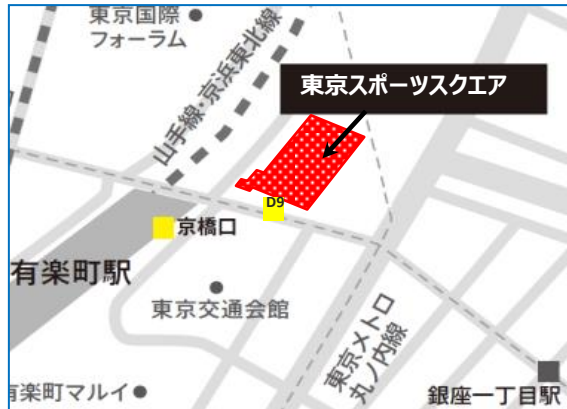 東京国際
フォーラム
山手線・京浜東北線
東京スポーツスクエア
D9
京橋口
有楽町駅
東京交通会館
東京メトロ
丸ノ内線
有楽町マルイ
銀座一丁目駅